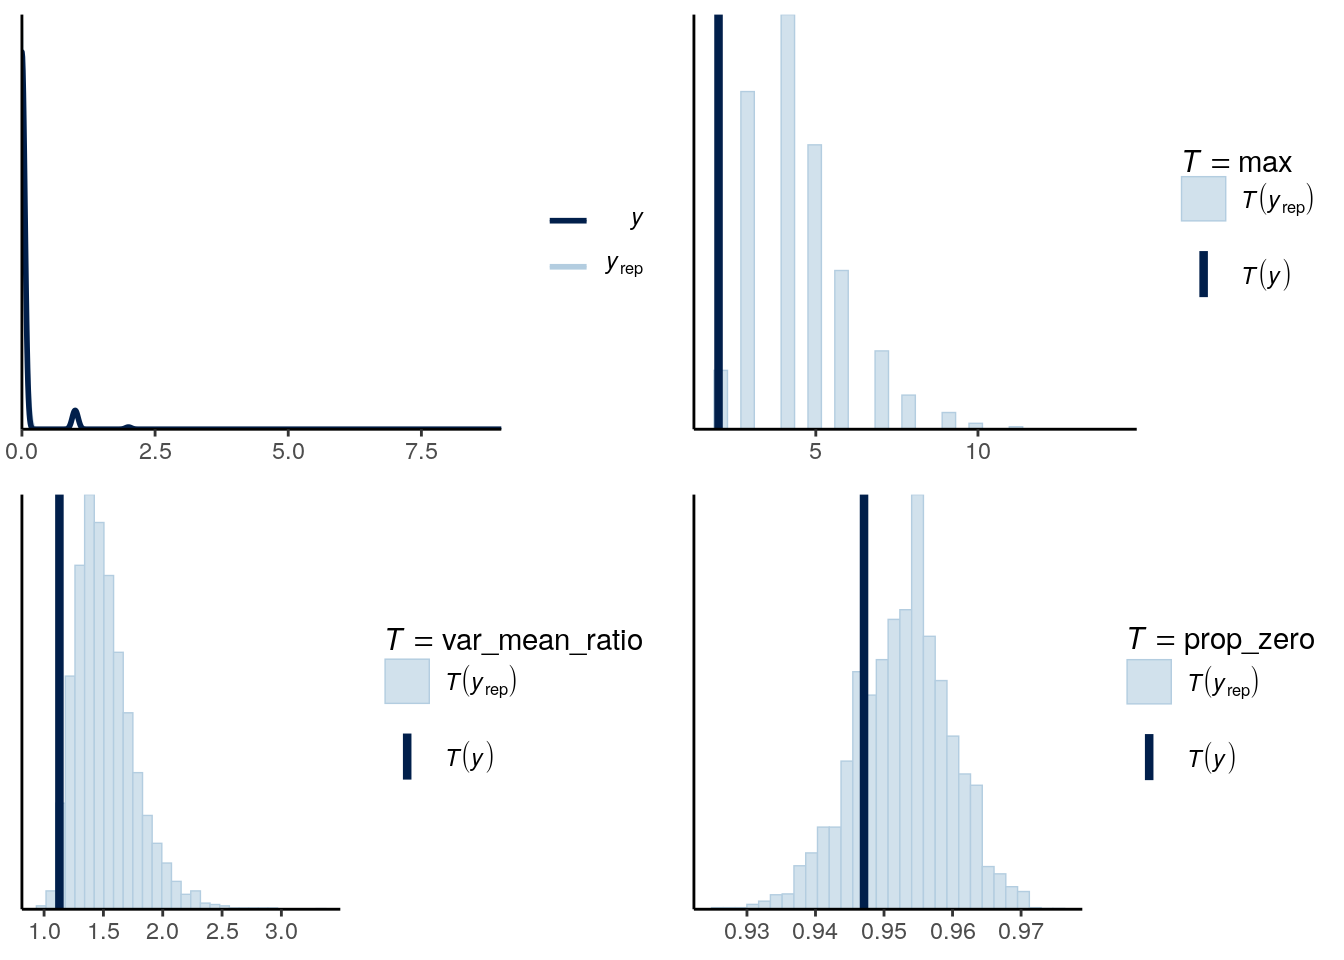 y
y rep
0.0 2.5 5.0 7.5
T = max
T(y rep)
T(y)
5 10
T = var_mean_ratio
T(y rep)
T(y)
1.0 1.5 2.0 2.5 3.0
T = prop_zero
T(y rep)
T(y)
0.93 0.94 0.95 0.96 0.97